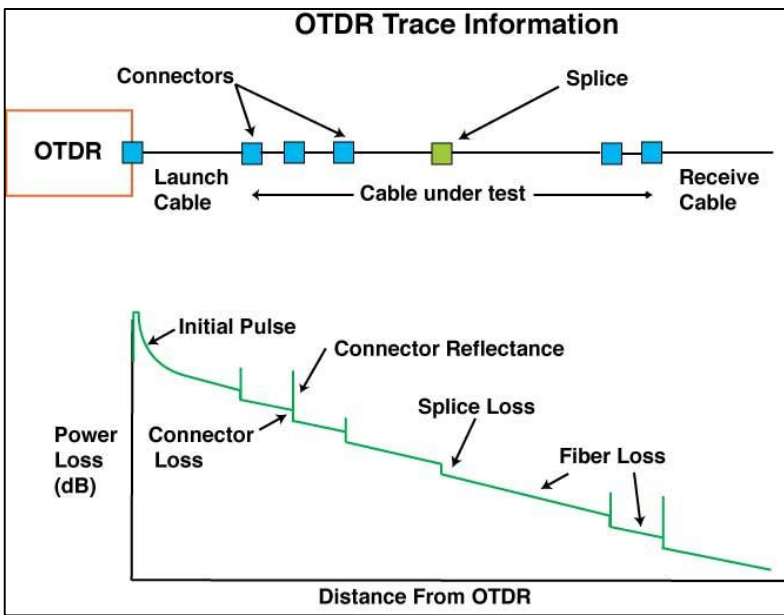 OTDR Trace Information
Connectors
Splice
OTDR
Launch
Cable
Cable under test
Receive
Cable
Initial Pulse
Connector Reflectance
Splice Loss
Power
Loss
(dB)
Connector
Loss
Fiber Loss
Distance From OTDR